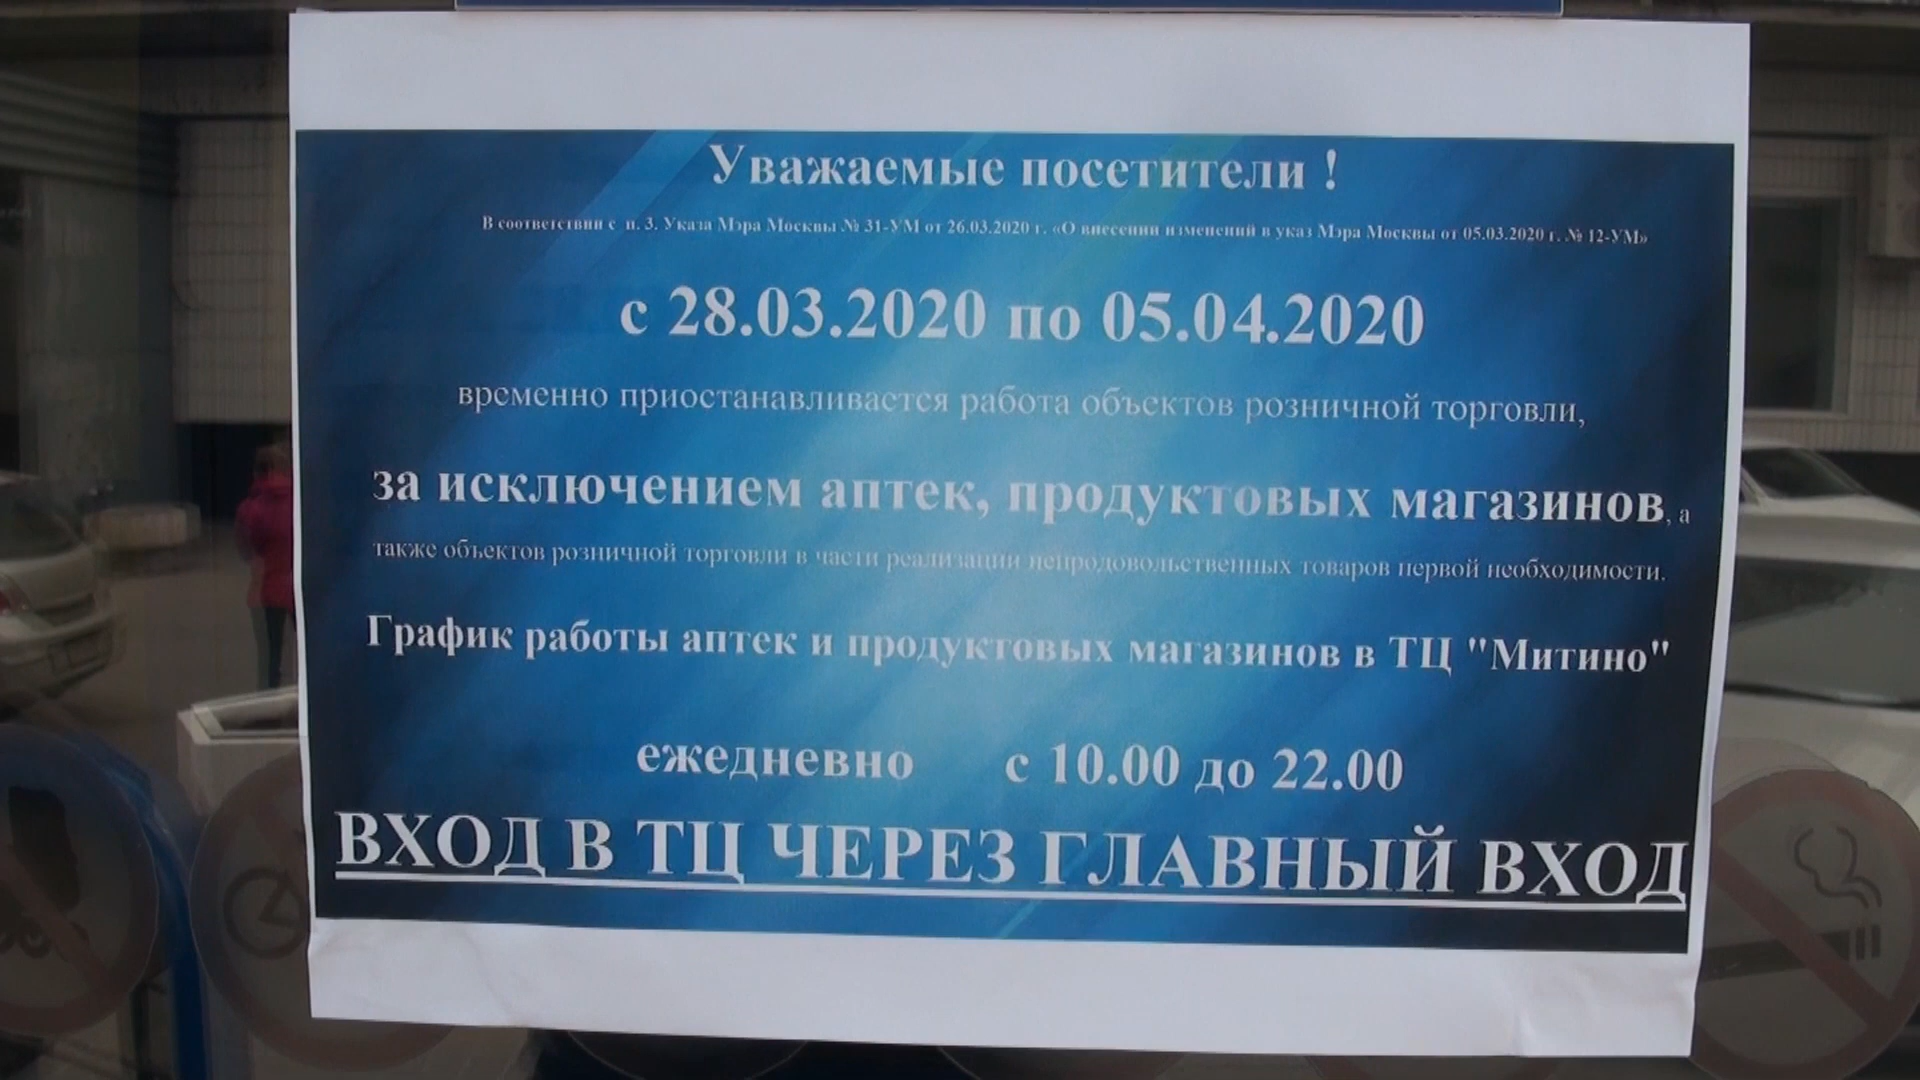 Уважаемые посетители !
В соответствии с п. 3. Указа Мэра Москвы № 31-УМ от 26.03.2020 г. «О внесении изменений в указ Мэра Москвы от 05.03.2020 г. № 12-УМ»
с 28.03.2020 по 05.04.2020
временно приостанавливается работа объектов розничной торговли,
за исключением аптек, продуктовых магазинов, а
также объектов розничной торговли в части реализации непродовольственных товаров первой необходимости.
График работы аптек и продуктовых магазинов в ТЦ "Митино"
ежедневно с 10.00 до 22.00
ВХОД В ТЦ ЧЕРЕЗ ГЛАВНЫЙ ВХОД